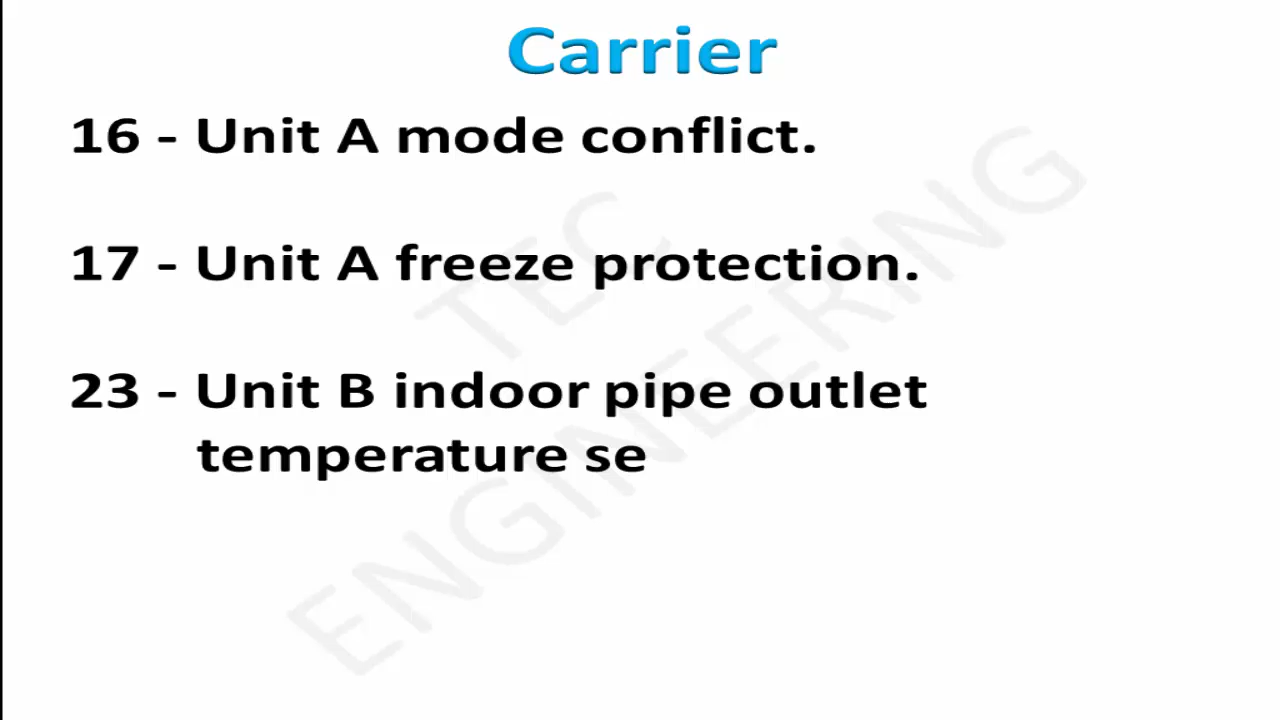 Carrier
16 - Unit A mode conflict.
17 - Unit A freeze protection.
23 - Unit B indoor pipe outlet
temperature se
TEC
ENGINEERING